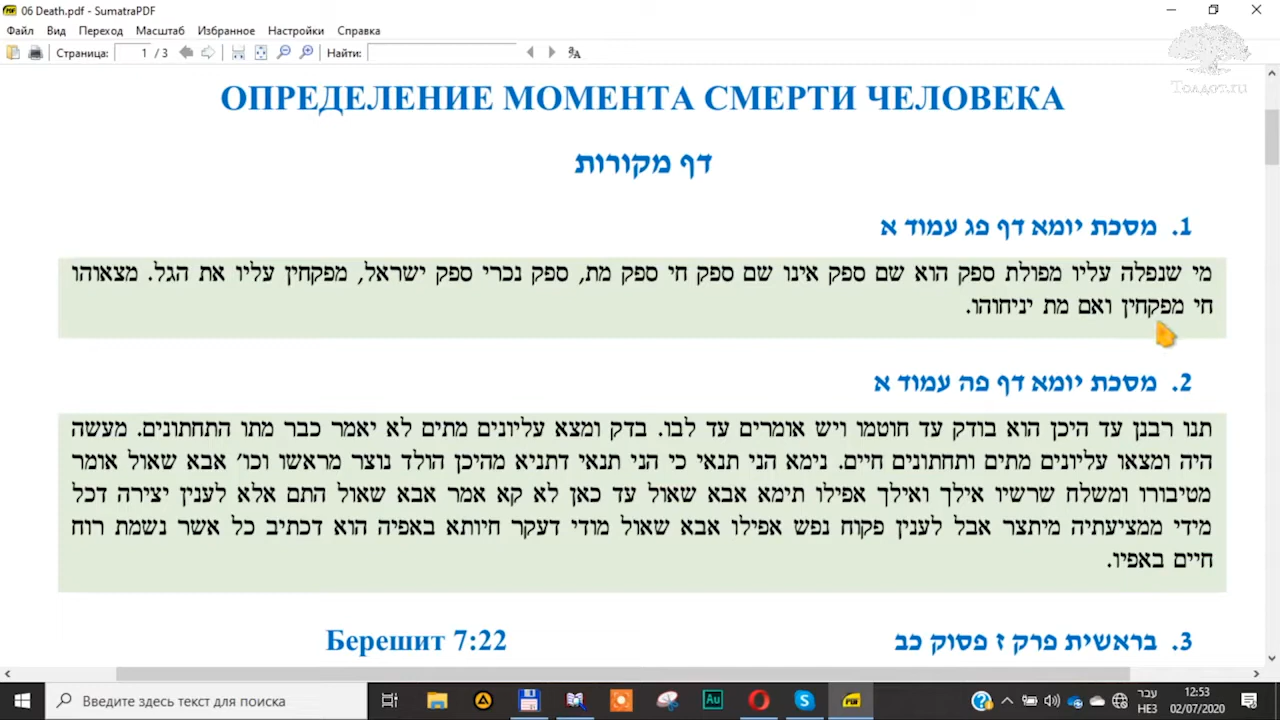 06 Death.pdf - SumatraPDF
Файл Вид Переход Масштаб Избранное Настройки Справка
Страница: 1 / 3 Найти:
Толдот.ru
ОПРЕДЕЛЕНИЕ МОМЕНТА СМЕРТИ ЧЕЛОВЕКА
דף מקורות
1. מסכת יומא דף פג עמוד א
מי שנפלה עליו מפולת ספק הוא שם ספק אינו שם ספק חי ספק מת, ספק נכרי ספק ישראל, מפקחין עליו את הגל. מצאוהו
חי מפקחין ואם מת יניחוהו.
2. מסכת יומא דף פה עמוד א
תנו רבנן עד היכן הוא בודק עד חוטמו ויש אומרים עד לבו. בדק ומצא עליונים מתים לא יאמר כבר מתו התחתונים. מעשה
היה ומצאו עליונים מתים ותחתונים חיים. נימא הני תנאי כי הני תנאי דתניא מהיכן הולד נוצר מראשו וכו' אבא שאול אומר
מטיבורו ומשלח שרשיו אילך ואילך אפילו תימא אבא שאול עד כאן לא קא אמר אבא שאול התם אלא לענין יצירה דכל
מידי ממציעתיה מיתצר אבל לענין פקוח נפש אפילו אבא שאול מודי דעקר חיותא באפיה הוא דכתיב כל אשר נשמת רוח
חיים באפיו.
3. בראשית פרק ז פסוק כב
Берешит 7:22
Введите здесь текст для поиска
עבר
НЕЗ
12:53
02/07/2020